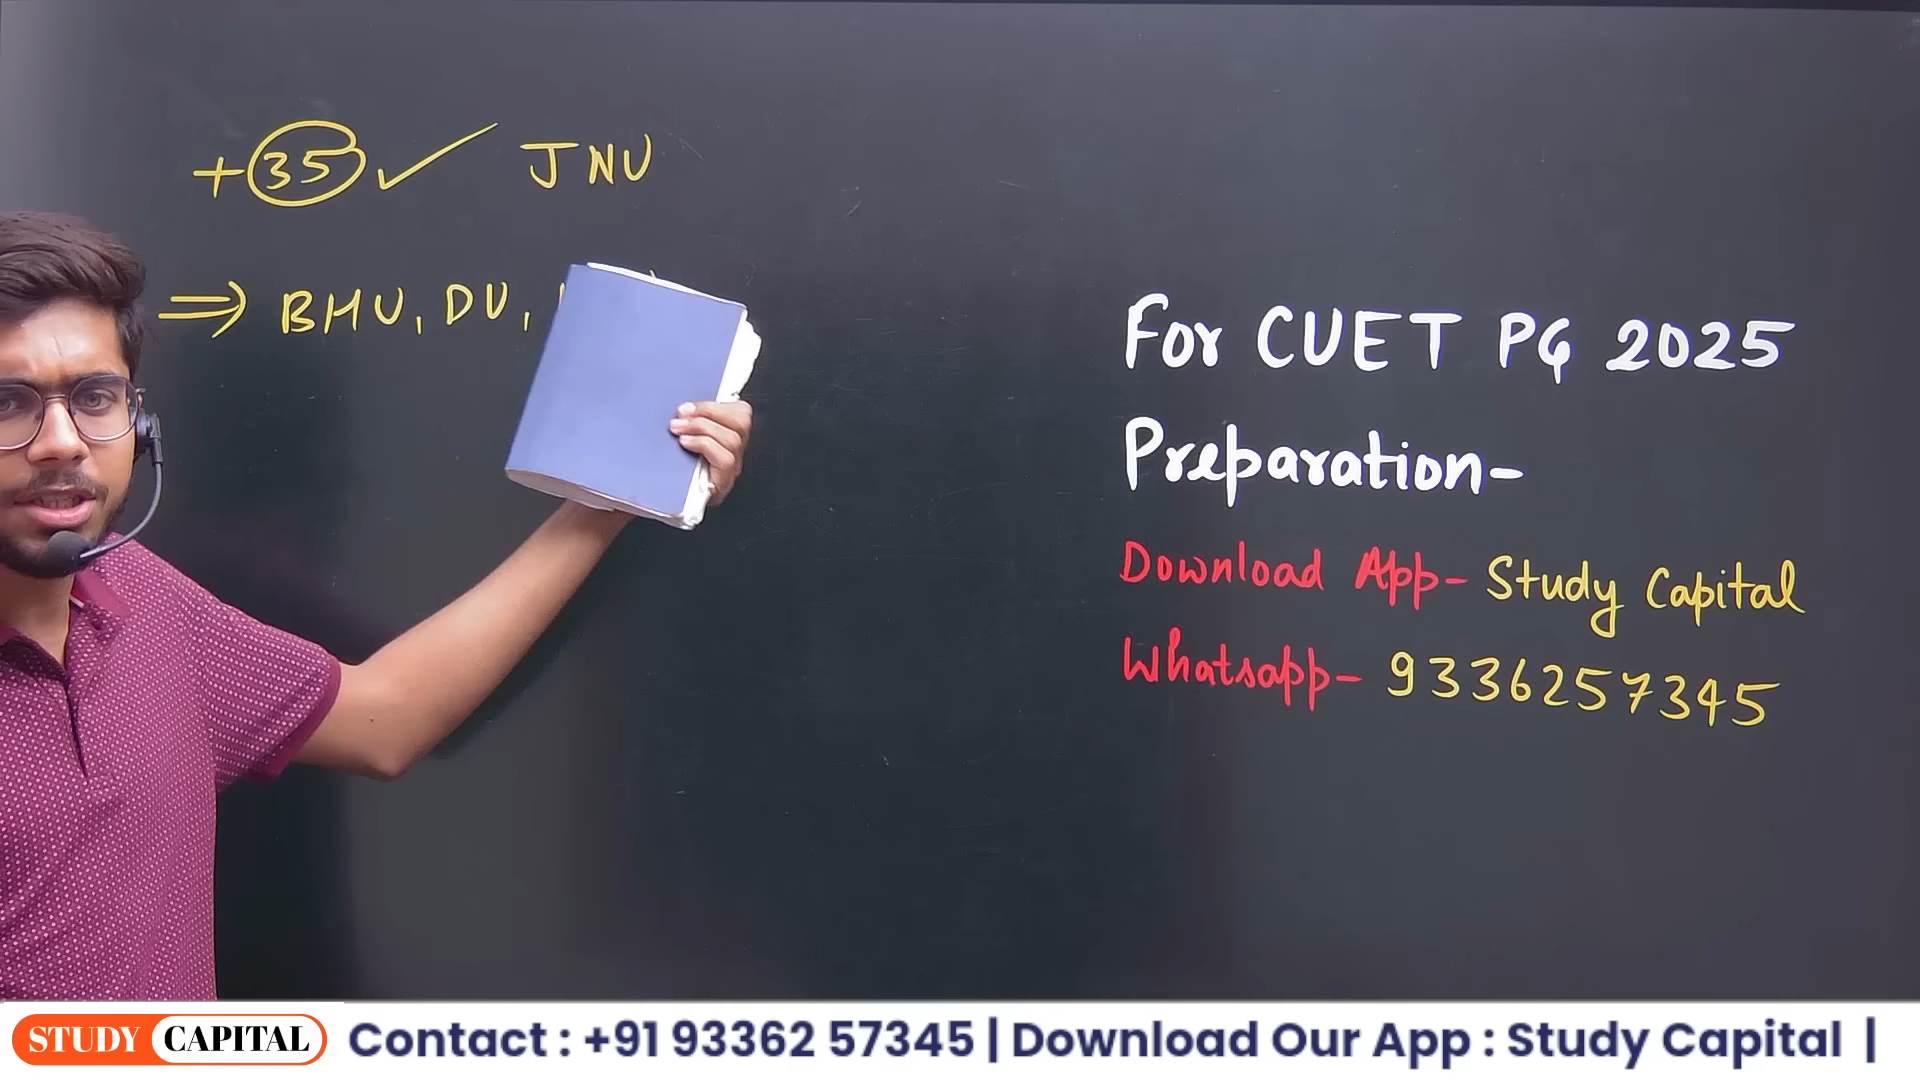 +35 ✓ JNU
⇒ BHU, DU,
For CUET PG 2025
Preparation-
Download App- Study Capital
Whatsapp- 9336257345
STUDY CAPITAL Contact : +91 93362 57345 | Download Our App : Study Capital |